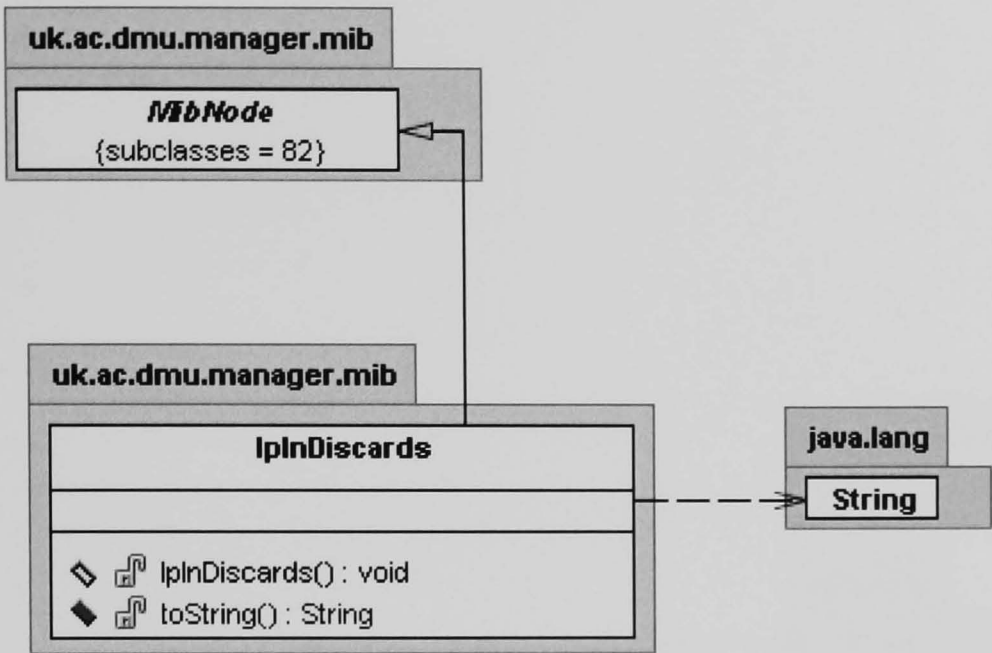 uk.ac.dmu.manager.mib
MibNode
{subclasses = 82}
uk.ac.dmu.manager.mib
IpInDiscards
IpInDiscards() : void
toString() : String
java.lang
String